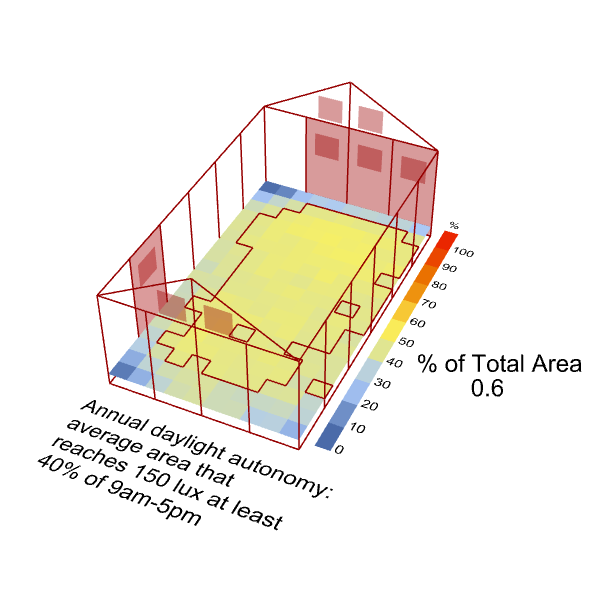 %
100
90
80
70
60
50
40
30
20
10
0
% of Total Area
0.6
Annual daylight autonomy:
average area that
reaches 150 lux at least
40% of 9am-5pm